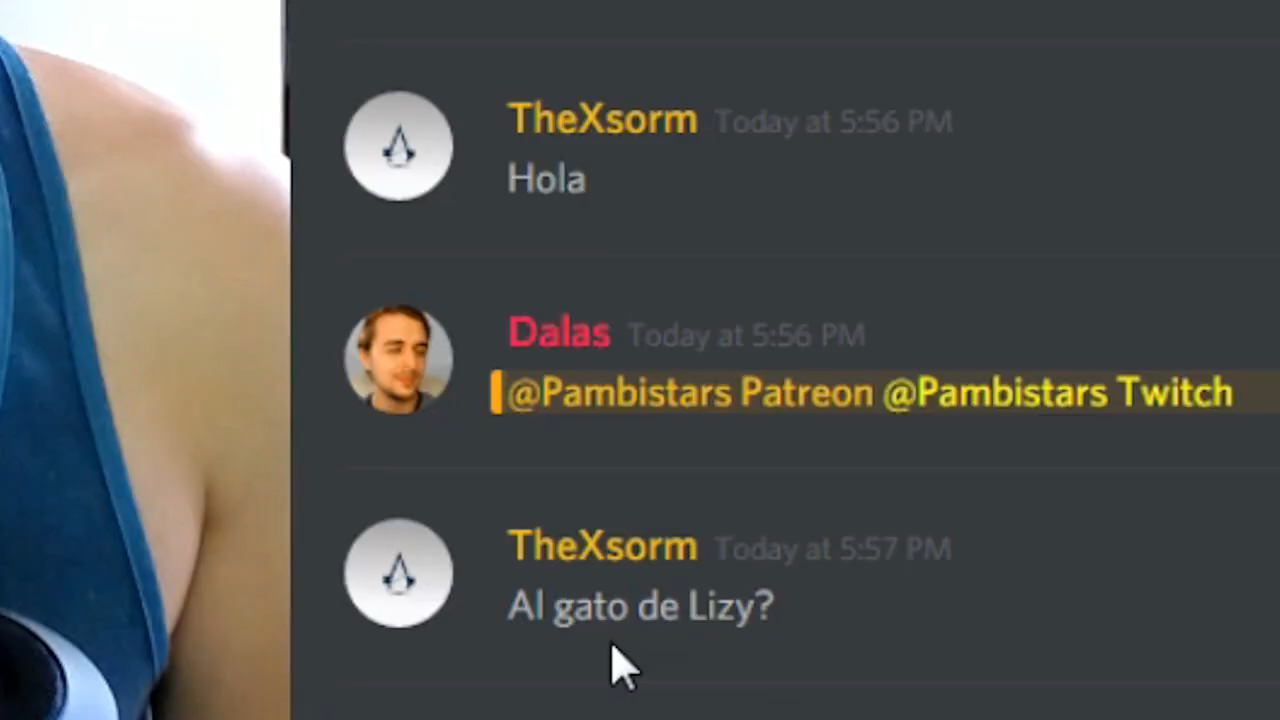 TheXsorm Today at 5:56 PM
Hola
Dalas Today at 5:56 PM
@Pambistars Patreon @Pambistars Twitch
TheXsorm Today at 5:57 PM
Al gato de Lizy?